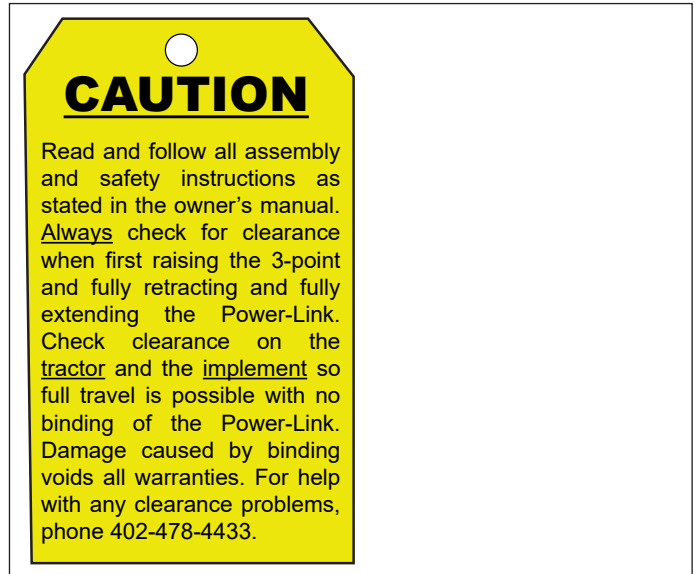 CAUTION
Read and follow all assembly
and safety instructions as
stated in the owner’s manual.
Always check for clearance
when first raising the 3-point
and fully retracting and fully
extending the Power-Link.
Check clearance on the
tractor and the implement so
full travel is possible with no
binding of the Power-Link.
Damage caused by binding
voids all warranties. For help
with any clearance problems,
phone 402-478-4433.